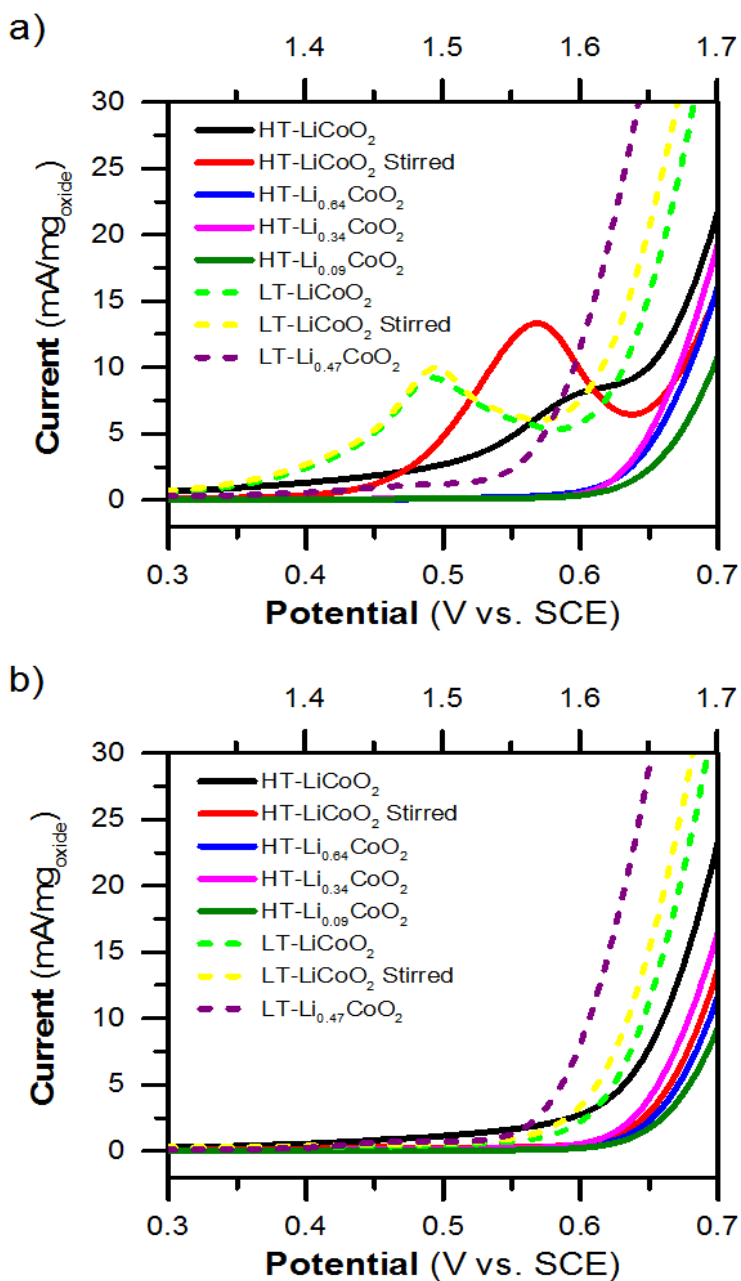 a)
1.4 1.5 1.6 1.7
30
25
20
15
10
5
0
Current (mA/mgoxide)
HT-LiCoO2
HT-LiCoO2 Stirred
HT-Li0.64CoO2
HT-Li0.34CoO2
HT-Li0.09CoO2
LT-LiCoO2
LT-LiCoO2 Stirred
LT-Li0.47CoO2
0.3 0.4 0.5 0.6 0.7
Potential (V vs. SCE)
b)
1.4 1.5 1.6 1.7
30
25
20
15
10
5
0
Current (mA/mgoxide)
HT-LiCoO2
HT-LiCoO2 Stirred
HT-Li0.64CoO2
HT-Li0.34CoO2
HT-Li0.09CoO2
LT-LiCoO2
LT-LiCoO2 Stirred
LT-Li0.47CoO2
0.3 0.4 0.5 0.6 0.7
Potential (V vs. SCE)